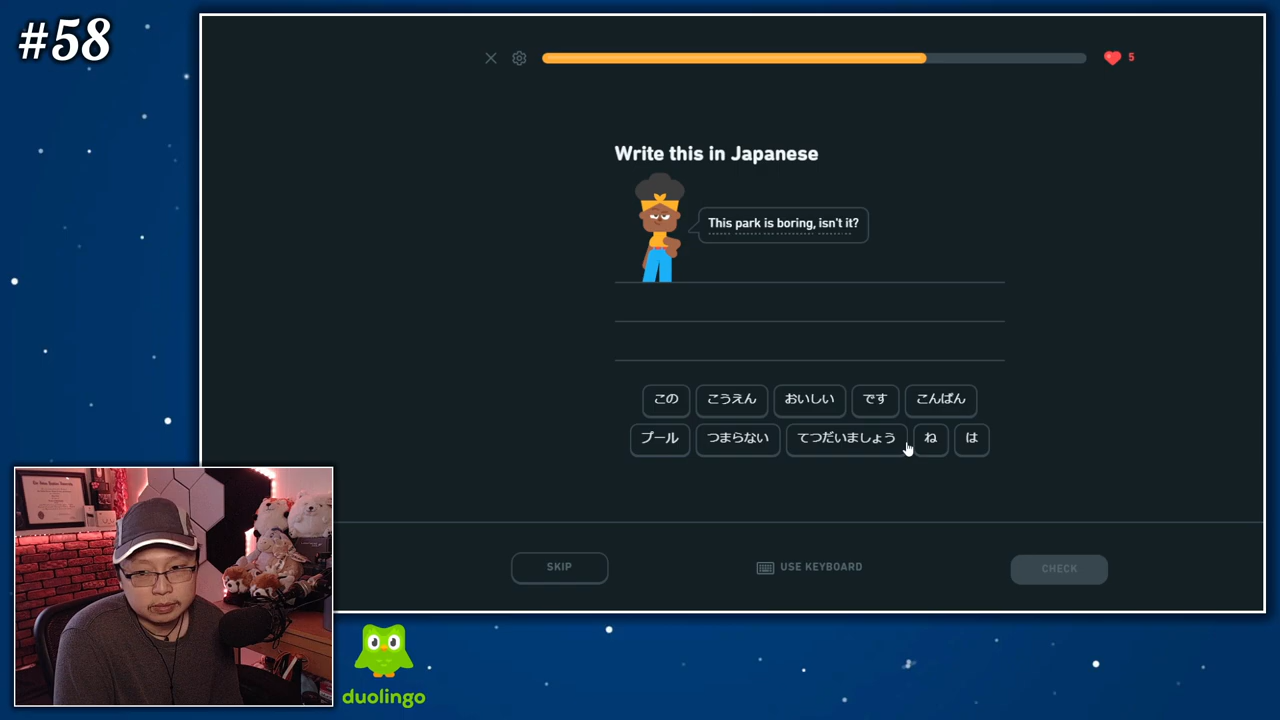 #58
5
Write this in Japanese
This park is boring, isn't it?
この こうえん おいしい です こんばん
プール つまらない てつだいましょう ね は
SKIP USE KEYBOARD CHECK
duolingo